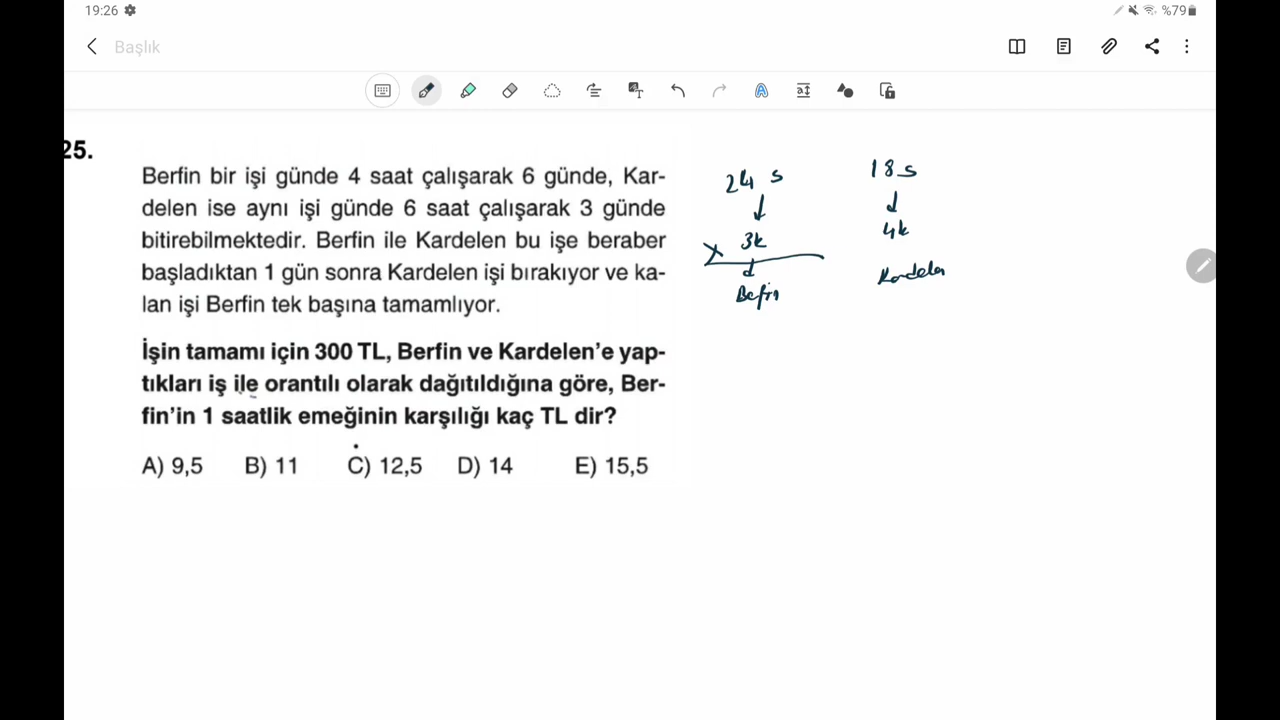 19:26
%79
Başlık
25.
Berfin bir işi günde 4 saat çalışarak 6 günde, Kar-
delen ise aynı işi günde 6 saat çalışarak 3 günde
bitirebilmektedir. Berfin ile Kardelen bu işe beraber
başladıktan 1 gün sonra Kardelen işi bırakıyor ve ka-
lan işi Berfin tek başına tamamlıyor.
İşin tamamı için 300 TL, Berfin ve Kardelen’e yap-
tıkları iş ile orantılı olarak dağıtıldığına göre, Ber-
fin’in 1 saatlik emeğinin karşılığı kaç TL dir?
A) 9,5 B) 11 C) 12,5 D) 14 E) 15,5
24 s 18 s
3k 4k
x
Befin Kardelen